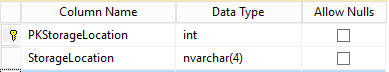 Column Name Data Type Allow Nulls
PKStorageLocation int
StorageLocation nvarchar(4)